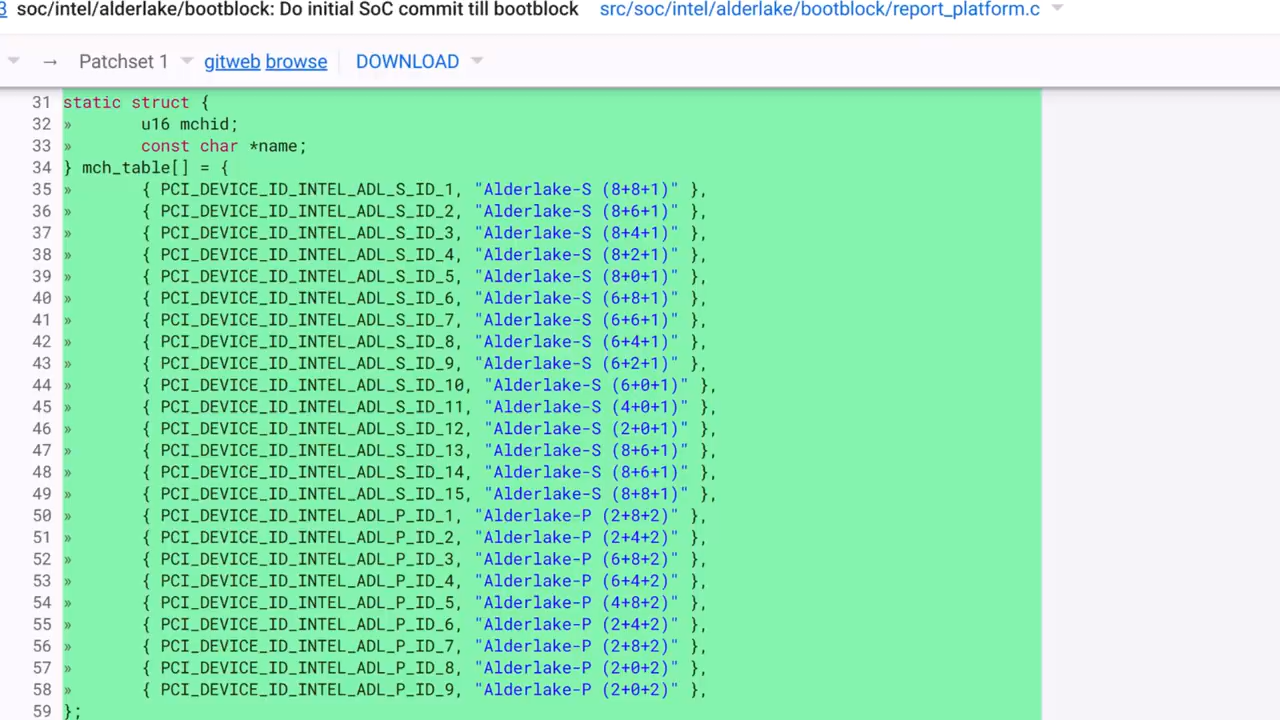 3 soc/intel/alderlake/bootblock: Do initial SoC commit till bootblock src/soc/intel/alderlake/bootblock/report_platform.c
→ Patchset 1 gitweb browse DOWNLOAD
31 static struct {
32 » u16 mchid;
33 » const char *name;
34 } mch_table[] = {
35 » { PCI_DEVICE_ID_INTEL_ADL_S_ID_1, "Alderlake-S (8+8+1)" },
36 » { PCI_DEVICE_ID_INTEL_ADL_S_ID_2, "Alderlake-S (8+6+1)" },
37 » { PCI_DEVICE_ID_INTEL_ADL_S_ID_3, "Alderlake-S (8+4+1)" },
38 » { PCI_DEVICE_ID_INTEL_ADL_S_ID_4, "Alderlake-S (8+2+1)" },
39 » { PCI_DEVICE_ID_INTEL_ADL_S_ID_5, "Alderlake-S (8+0+1)" },
40 » { PCI_DEVICE_ID_INTEL_ADL_S_ID_6, "Alderlake-S (6+8+1)" },
41 » { PCI_DEVICE_ID_INTEL_ADL_S_ID_7, "Alderlake-S (6+6+1)" },
42 » { PCI_DEVICE_ID_INTEL_ADL_S_ID_8, "Alderlake-S (6+4+1)" },
43 » { PCI_DEVICE_ID_INTEL_ADL_S_ID_9, "Alderlake-S (6+2+1)" },
44 » { PCI_DEVICE_ID_INTEL_ADL_S_ID_10, "Alderlake-S (6+0+1)" },
45 » { PCI_DEVICE_ID_INTEL_ADL_S_ID_11, "Alderlake-S (4+0+1)" },
46 » { PCI_DEVICE_ID_INTEL_ADL_S_ID_12, "Alderlake-S (2+0+1)" },
47 » { PCI_DEVICE_ID_INTEL_ADL_S_ID_13, "Alderlake-S (8+6+1)" },
48 » { PCI_DEVICE_ID_INTEL_ADL_S_ID_14, "Alderlake-S (8+6+1)" },
49 » { PCI_DEVICE_ID_INTEL_ADL_S_ID_15, "Alderlake-S (8+8+1)" },
50 » { PCI_DEVICE_ID_INTEL_ADL_P_ID_1, "Alderlake-P (2+8+2)" },
51 » { PCI_DEVICE_ID_INTEL_ADL_P_ID_2, "Alderlake-P (2+4+2)" },
52 » { PCI_DEVICE_ID_INTEL_ADL_P_ID_3, "Alderlake-P (6+8+2)" },
53 » { PCI_DEVICE_ID_INTEL_ADL_P_ID_4, "Alderlake-P (6+4+2)" },
54 » { PCI_DEVICE_ID_INTEL_ADL_P_ID_5, "Alderlake-P (4+8+2)" },
55 » { PCI_DEVICE_ID_INTEL_ADL_P_ID_6, "Alderlake-P (2+4+2)" },
56 » { PCI_DEVICE_ID_INTEL_ADL_P_ID_7, "Alderlake-P (2+8+2)" },
57 » { PCI_DEVICE_ID_INTEL_ADL_P_ID_8, "Alderlake-P (2+0+2)" },
58 » { PCI_DEVICE_ID_INTEL_ADL_P_ID_9, "Alderlake-P (2+0+2)" },
59 };